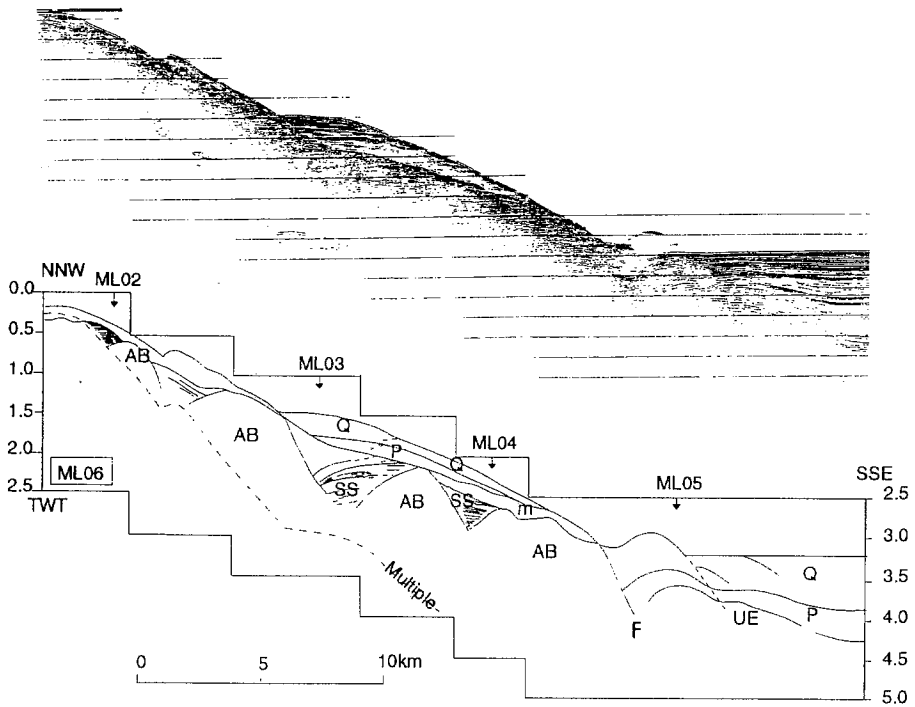 NNW
ML02
0.0
0.5
AB
ML03
1.0
1.5
AB
Q
P
Q
ML04
2.0
ML06
SS
AB
SS
m
ML05
SSE
2.5
TWT
2.5
AB
3.0
Q
3.5
Multiple
F
UE
P
4.0
4.5
5.0
0 5 10km